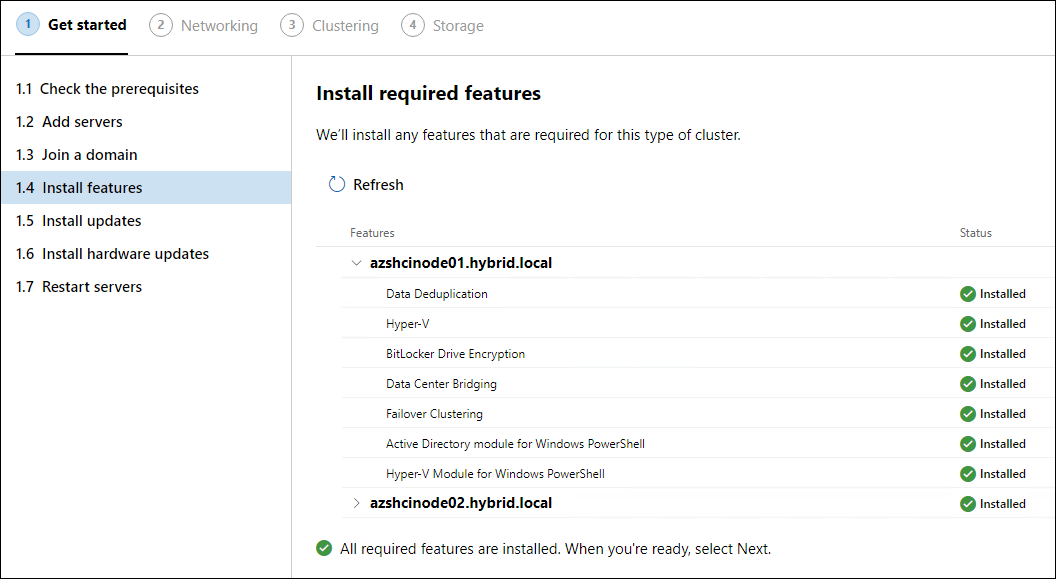 1 Get started 2 Networking 3 Clustering 4 Storage
1.1 Check the prerequisites
1.2 Add servers
1.3 Join a domain
1.4 Install features
1.5 Install updates
1.6 Install hardware updates
1.7 Restart servers
Install required features
We'll install any features that are required for this type of cluster.
Refresh
Features Status
azshcinode01.hybrid.local
Data Deduplication Installed
Hyper-V Installed
BitLocker Drive Encryption Installed
Data Center Bridging Installed
Failover Clustering Installed
Active Directory module for Windows PowerShell Installed
Hyper-V Module for Windows PowerShell Installed
azshcinode02.hybrid.local Installed
All required features are installed. When you're ready, select Next.